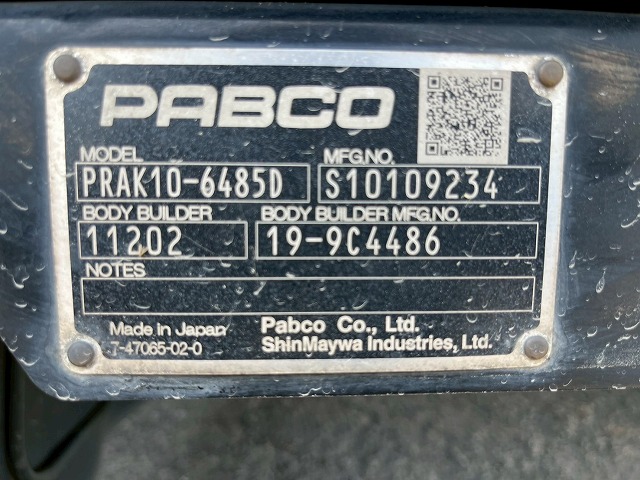 PABCO
MODEL MFG.NO.
PRAK10-6485D S10109234
BODY BUILDER BODY BUILDER MFG.NO.
11202 19-9C4486
NOTES
Made in Japan Pabco Co., Ltd.
7-47065-02-0 ShinMaywa Industries, Ltd.